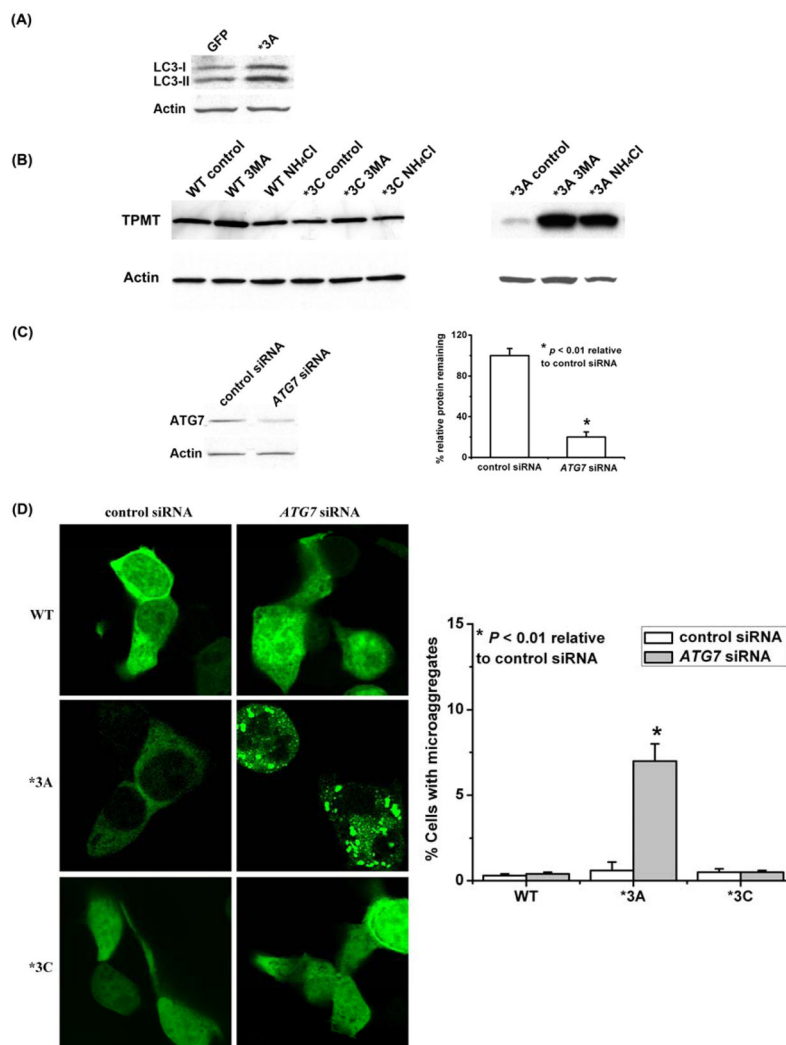 (A)
GFP
*3A
LC3-I
LC3-II
Actin
(B)
WT control
WT 3MA
WT NH₄Cl
*3C control
*3C 3MA
*3C NH₄Cl
*3A control
*3A 3MA
*3A NH₄Cl
TPMT
Actin
(C)
control siRNA
ATG7 siRNA
ATG7
Actin
% relative protein remaining
120
80
40
0
* p < 0.01 relative
to control siRNA
*
control siRNA
ATG7 siRNA
(D)
control siRNA
ATG7 siRNA
WT
*3A
*3C
% Cells with microaggregates
15
10
5
0
* P < 0.01 relative
to control siRNA
control siRNA
ATG7 siRNA
*
WT
*3A
*3C